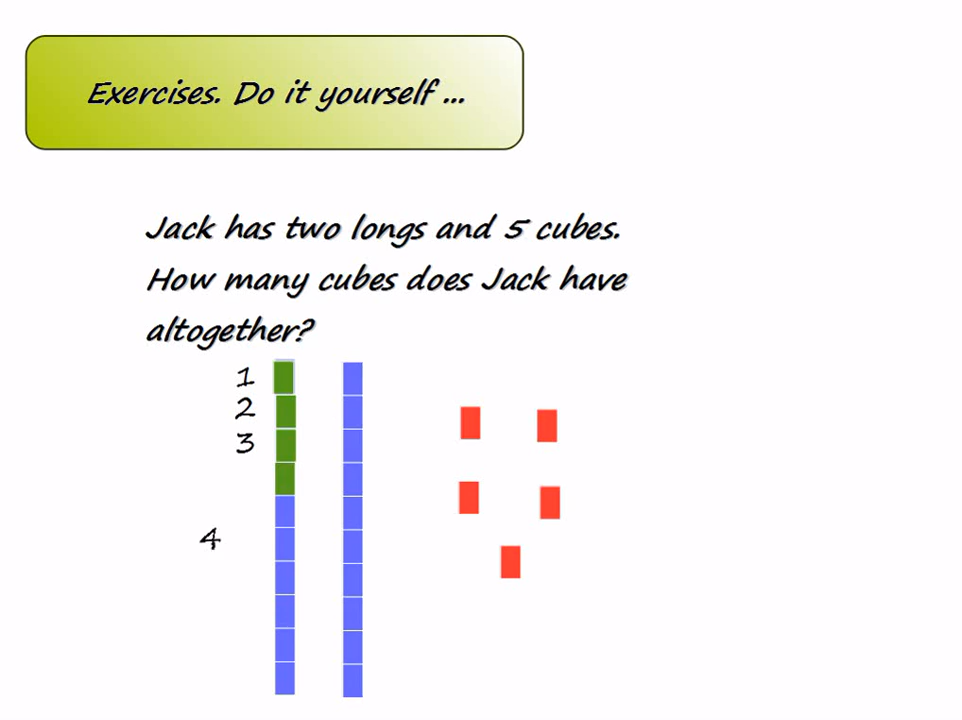 Exercises. Do it yourself ...
Jack has two longs and 5 cubes.
How many cubes does Jack have
altogether?
1
2
3
4